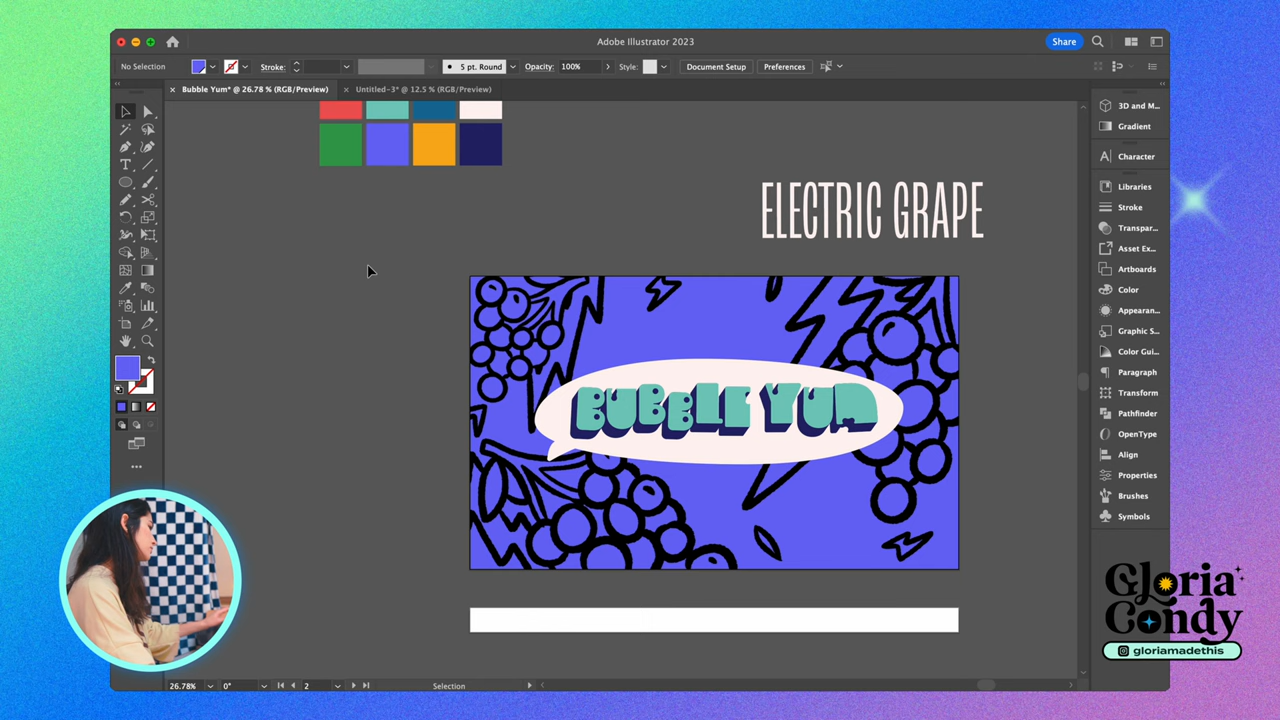 Adobe Illustrator 2023
Share
No Selection
Stroke:
5 pt. Round
Opacity:
100%
Style:
Document Setup
Preferences
Bubble Yum* @ 26.78 % (RGB/Preview)
Untitled-3* @ 12.5 % (RGB/Preview)
3D and M...
Gradient
Character
Libraries
Stroke
Transpar...
Asset Ex...
Artboards
Color
Appearan...
Graphic S...
Color Gui...
Paragraph
Transform
Pathfinder
OpenType
Align
Properties
Brushes
Symbols
ELECTRIC GRAPE
BUBBLE YUM
Gloria
Condy
gloriamadethis
26.78%
0°
2
Selection